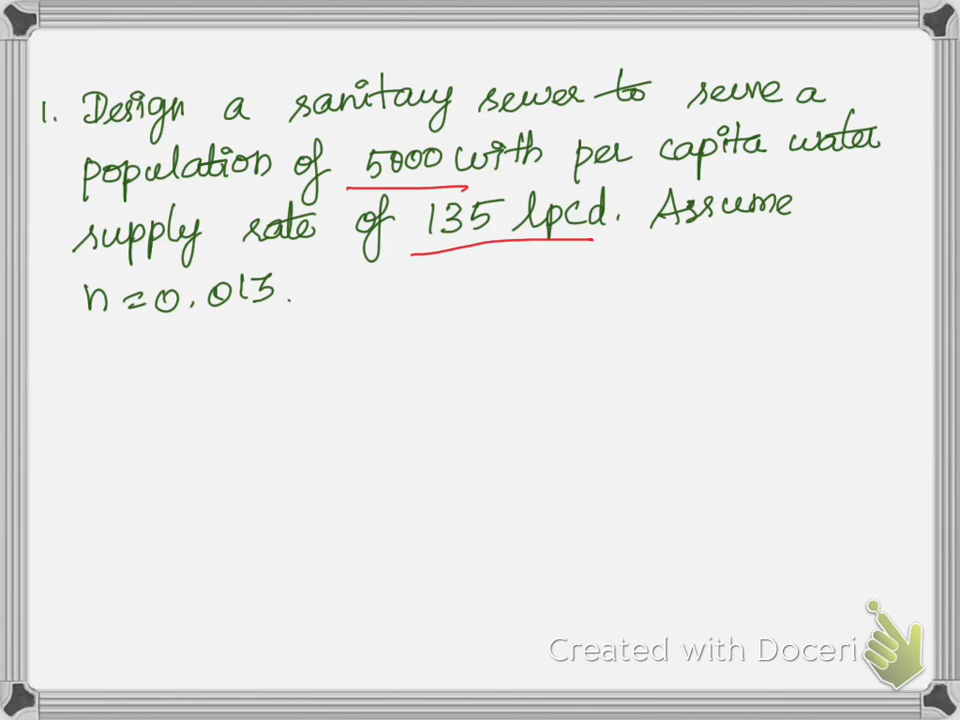 1. Design a sanitary sewer to serve a
population of 5000 with per capita water
supply rate of 135 lpcd. Assume
n = 0.013.
Created with Doceri